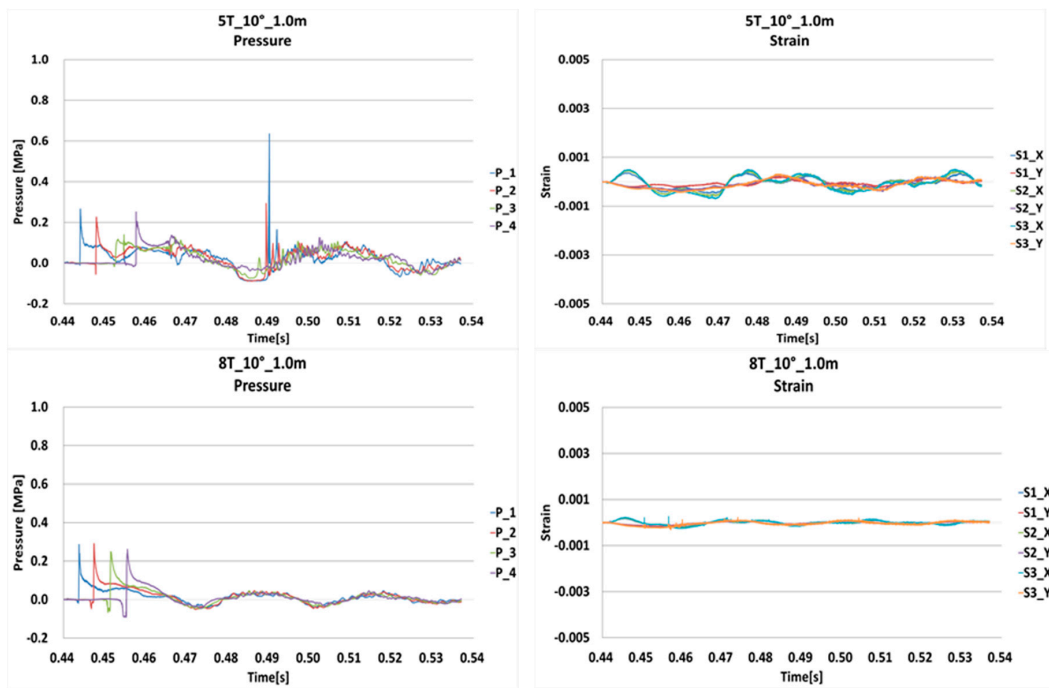 5T_10°_1.0m
Pressure
Pressure [MPa]
1.0
0.8
0.6
0.4
0.2
0.0
-0.2
0.44 0.45 0.46 0.47 0.48 0.49 0.50 0.51 0.52 0.53 0.54
Time[s]
P_1
P_2
P_3
P_4
5T_10°_1.0m
Strain
Strain
0.005
0.003
0.001
-0.001
-0.003
-0.005
0.44 0.45 0.46 0.47 0.48 0.49 0.50 0.51 0.52 0.53 0.54
Time[s]
S1_X
S1_Y
S2_X
S2_Y
S3_X
S3_Y
8T_10°_1.0m
Pressure
Pressure [MPa]
1.0
0.8
0.6
0.4
0.2
0.0
-0.2
0.44 0.45 0.46 0.47 0.48 0.49 0.50 0.51 0.52 0.53 0.54
Time[s]
P_1
P_2
P_3
P_4
8T_10°_1.0m
Strain
Strain
0.005
0.003
0.001
-0.001
-0.003
-0.005
0.44 0.45 0.46 0.47 0.48 0.49 0.50 0.51 0.52 0.53 0.54
Time[s]
S1_X
S1_Y
S2_X
S2_Y
S3_X
S3_Y